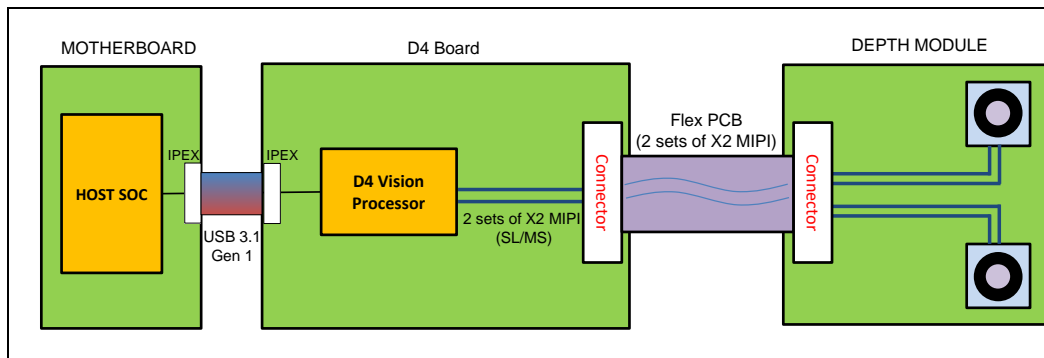 MOTHERBOARD
D4 Board
DEPTH MODULE
IPEX
IPEX
HOST SOC
USB 3.1
Gen 1
D4 Vision
Processor
2 sets of X2 MIPI
(SL/MS)
Connector
Flex PCB
(2 sets of X2 MIPI)
Connector